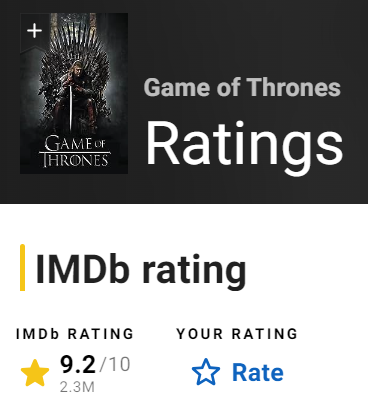 GAME OF
THRONES
Game of Thrones
Ratings
IMDb rating
IMDb RATING
YOUR RATING
9.2/10
2.3M
Rate